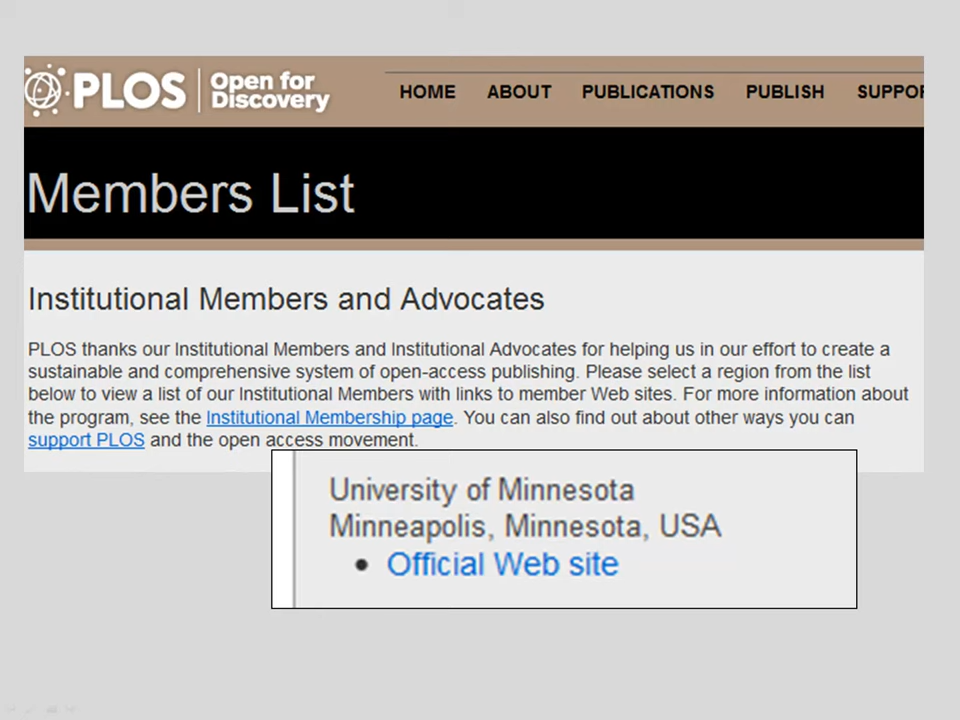 PLOS | Open for Discovery
HOME ABOUT PUBLICATIONS PUBLISH SUPPOR
Members List
Institutional Members and Advocates
PLOS thanks our Institutional Members and Institutional Advocates for helping us in our effort to create a
sustainable and comprehensive system of open-access publishing. Please select a region from the list
below to view a list of our Institutional Members with links to member Web sites. For more information about
the program, see the Institutional Membership page. You can also find out about other ways you can
support PLOS and the open access movement.
University of Minnesota
Minneapolis, Minnesota, USA
• Official Web site